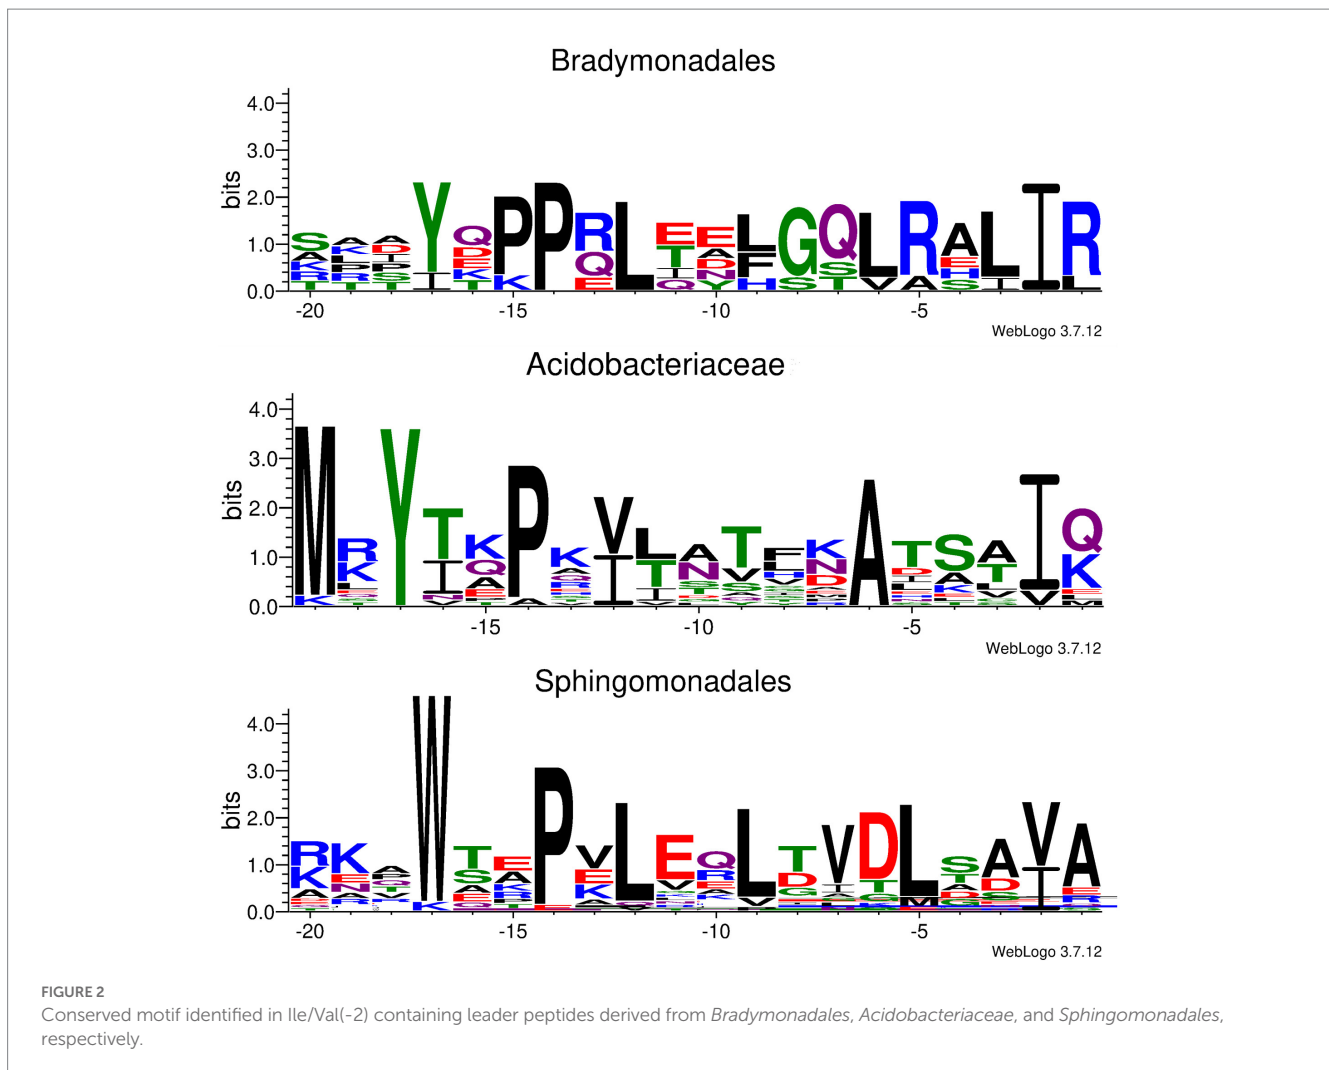 Bradymonadales
4.0
3.0
bits
2.0
1.0
0.0
-20 -15 -10 -5
WebLogo 3.7.12
Acidobacteriaceae
4.0
3.0
bits
2.0
1.0
0.0
-15 -10 -5
WebLogo 3.7.12
Sphingomonadales
4.0
3.0
bits
2.0
1.0
0.0
-20 -15 -10 -5
WebLogo 3.7.12
FIGURE 2
Conserved motif identified in Ile/Val(-2) containing leader peptides derived from Bradymonadales, Acidobacteriaceae, and Sphingomonadales,
respectively.